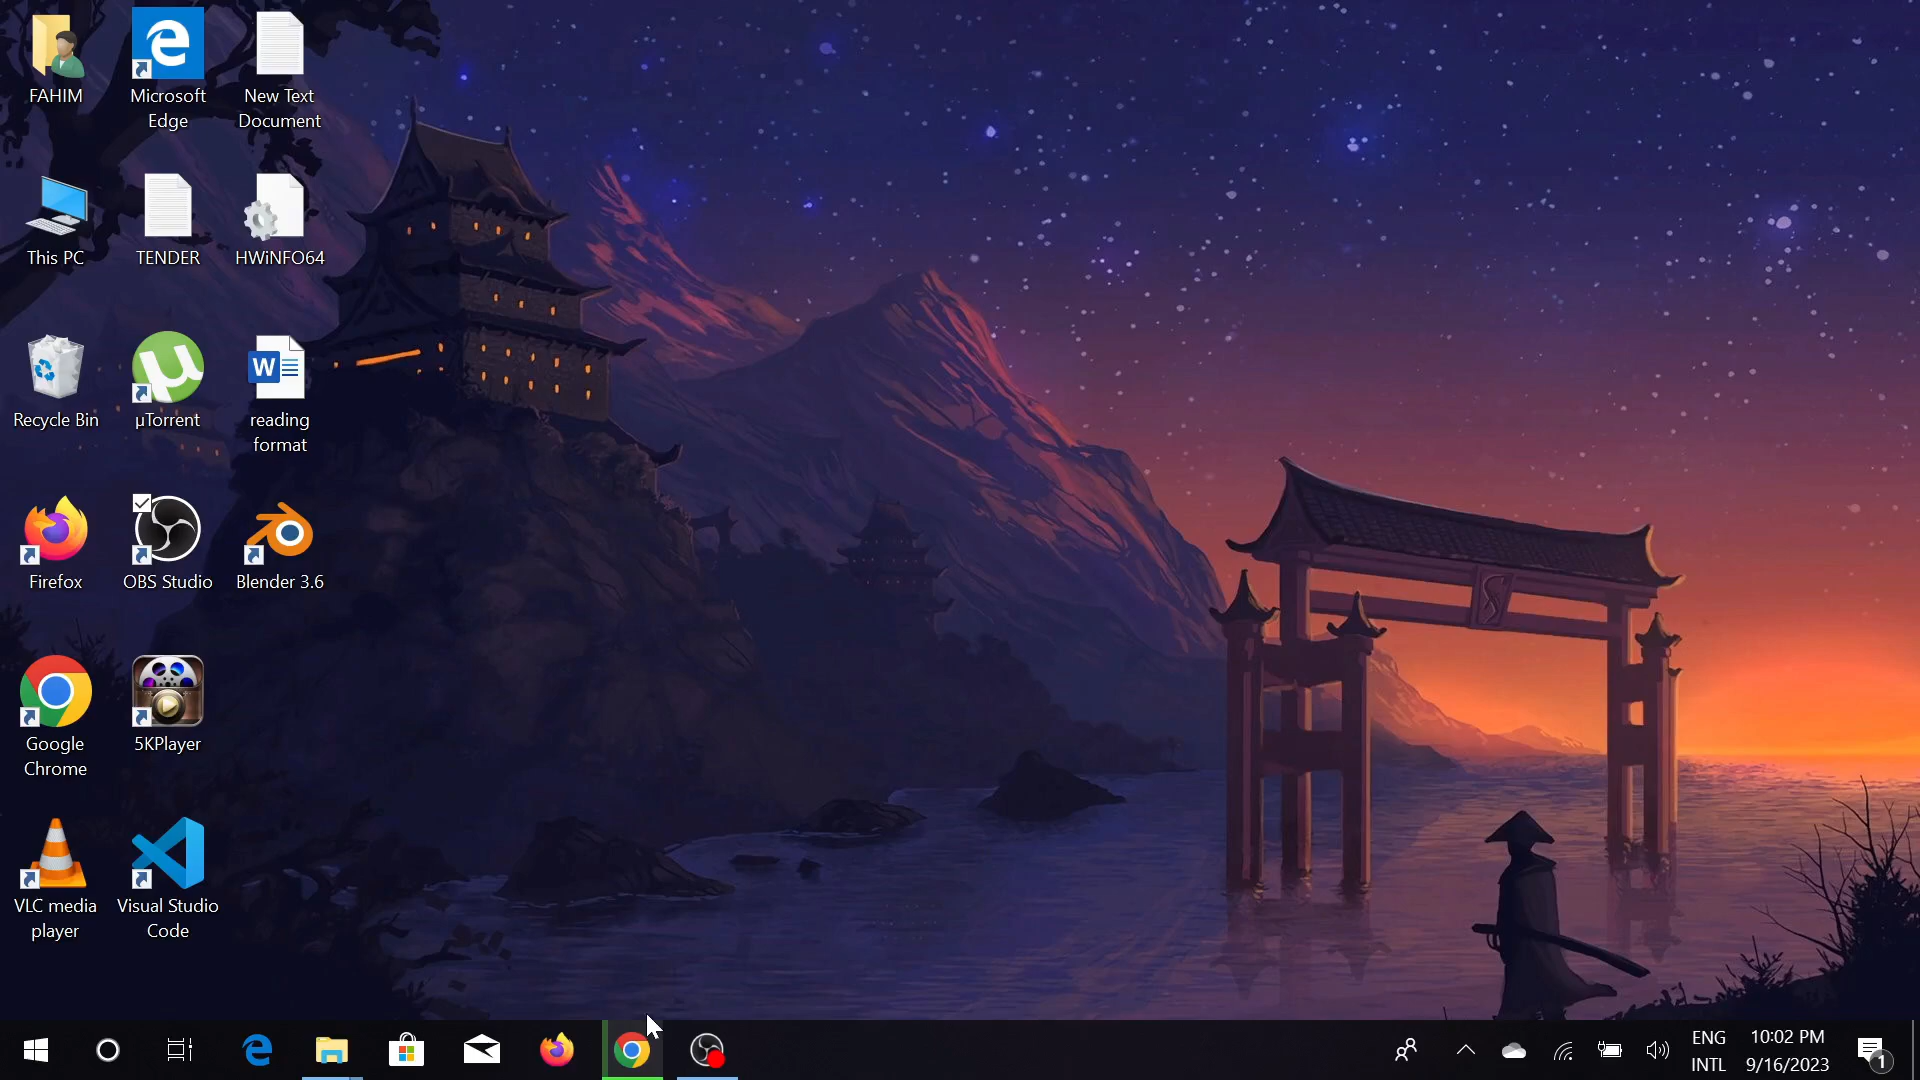 FAHIM
Microsoft
Edge
New Text
Document
This PC
TENDER
HWiNFO64
Recycle Bin
µTorrent
reading
format
Firefox
OBS Studio
Blender 3.6
Google
Chrome
5KPlayer
VLC media
player
Visual Studio
Code
ENG
INTL
10:02 PM
9/16/2023
1